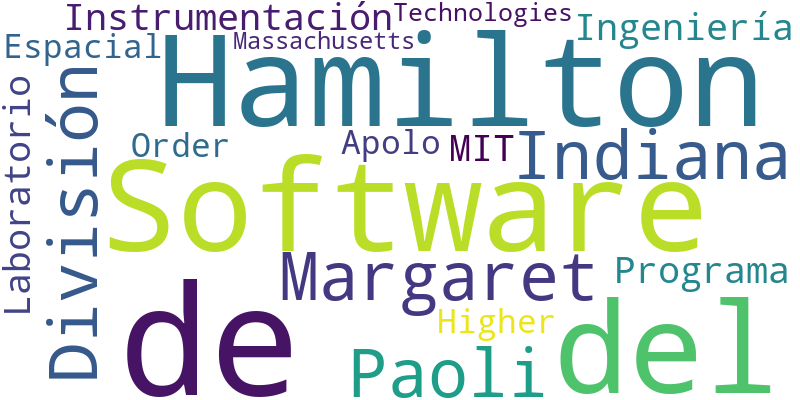 Instrumentación
Technologies
Ingeniería
Espacial
Massachusetts
Hamilton
Laboratorio
División
Order
Apolo
MIT
Indiana
Software
Margaret
Programa
de
Higher
del
Paoli